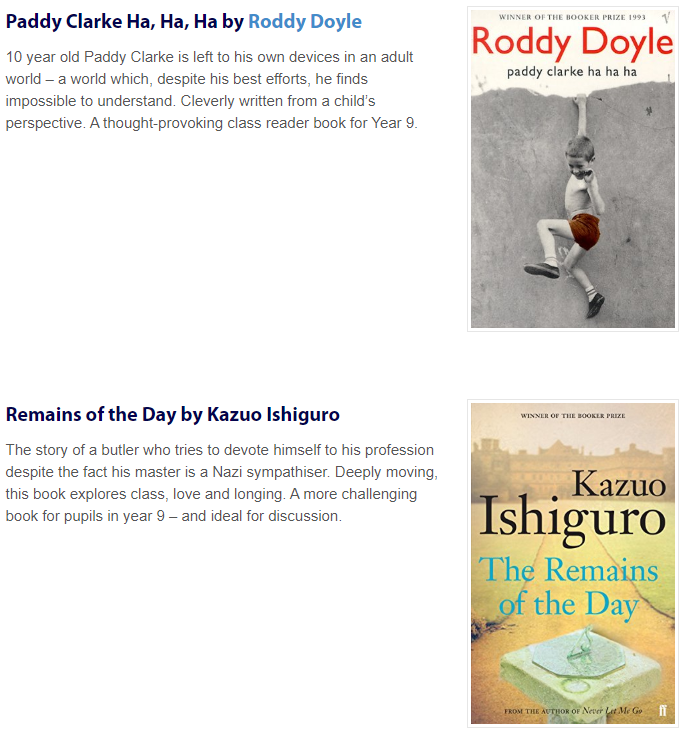 Paddy Clarke Ha, Ha, Ha by Roddy Doyle
10 year old Paddy Clarke is left to his own devices in an adult
world – a world which, despite his best efforts, he finds
impossible to understand. Cleverly written from a child's
perspective. A thought-provoking class reader book for Year 9.
WINNER OF THE BOOKER PRIZE 1993
Roddy Doyle
paddy clarke ha ha ha
Remains of the Day by Kazuo Ishiguro
The story of a butler who tries to devote himself to his profession
despite the fact his master is a Nazi sympathiser. Deeply moving,
this book explores class, love and longing. A more challenging
book for pupils in year 9 – and ideal for discussion.
WINNER OF THE BOOKER PRIZE
Kazuo
Ishiguro
The Remains
of the Day
FROM THE AUTHOR OF Never Let Me Go
ff